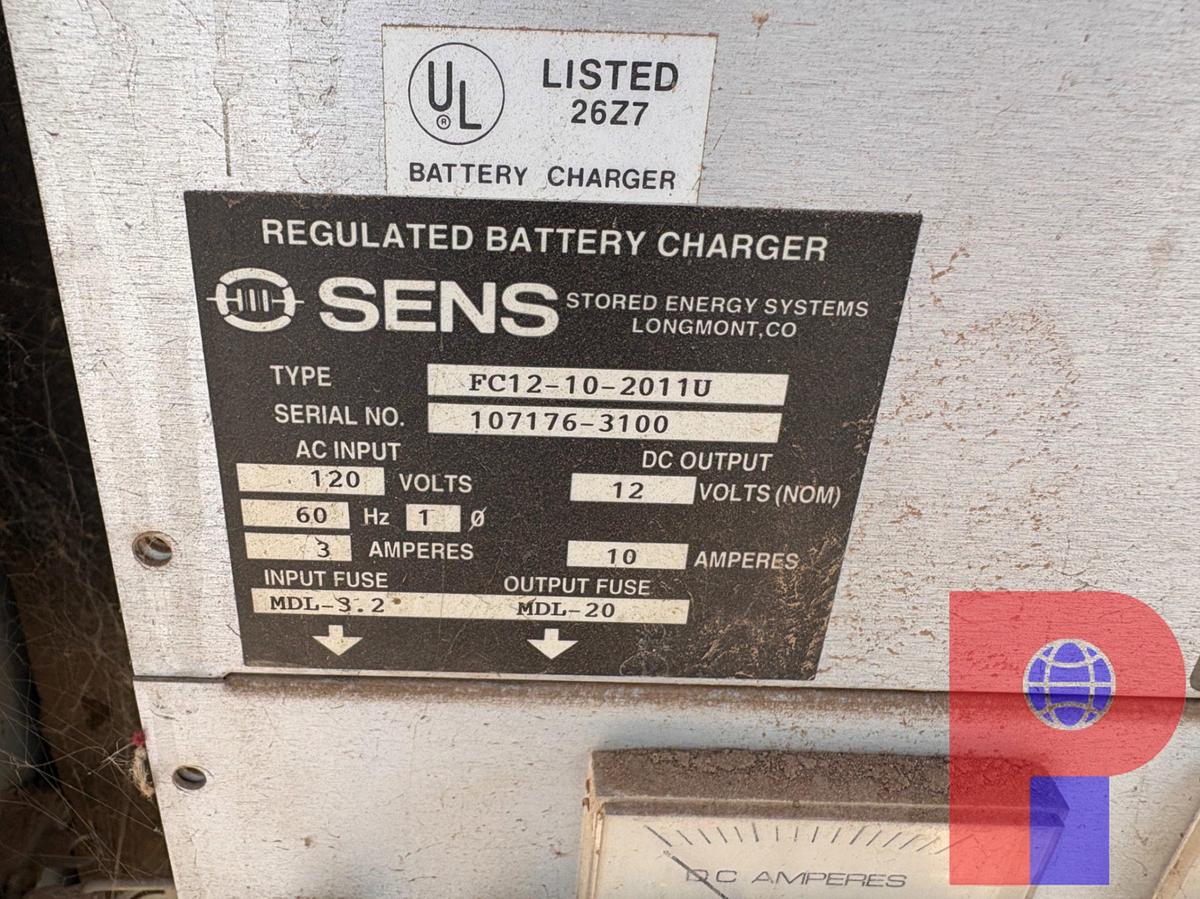 UL®
LISTED
26Z7
BATTERY CHARGER
REGULATED BATTERY CHARGER
SENS STORED ENERGY SYSTEMS
LONGMONT, CO
TYPE FC12-10-2011U
SERIAL NO. 107176-3100
AC INPUT DC OUTPUT
120 VOLTS 12 VOLTS (NOM)
60 Hz 1 Ø
3 AMPERES 10 AMPERES
INPUT FUSE OUTPUT FUSE
MDL-3.2 MDL-20
DC AMPERES